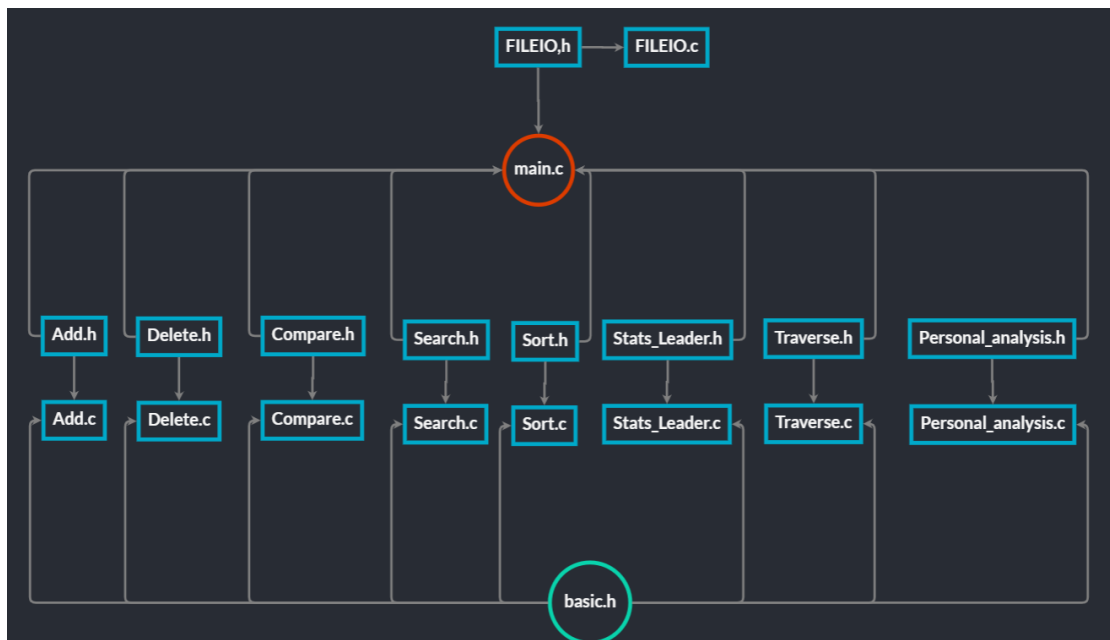 FILEIO,h
FILEIO.c
main.c
Add.h
Delete.h
Compare.h
Search.h
Sort.h
Stats_Leader.h
Traverse.h
Personal_analysis.h
Add.c
Delete.c
Compare.c
Search.c
Sort.c
Stats_Leader.c
Traverse.c
Personal_analysis.c
basic.h